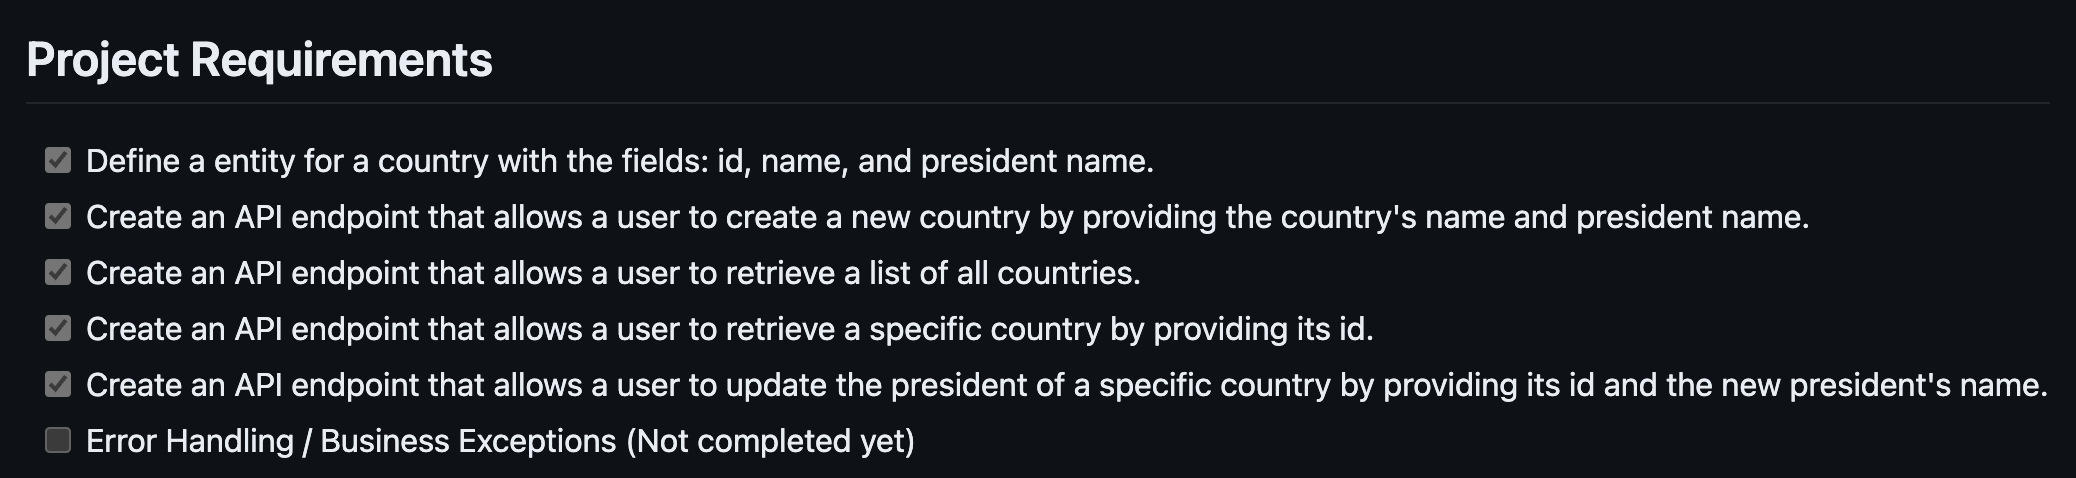 Project Requirements
Define a entity for a country with the fields: id, name, and president name.
Create an API endpoint that allows a user to create a new country by providing the country's name and president name.
Create an API endpoint that allows a user to retrieve a list of all countries.
Create an API endpoint that allows a user to retrieve a specific country by providing its id.
Create an API endpoint that allows a user to update the president of a specific country by providing its id and the new president's name.
Error Handling / Business Exceptions (Not completed yet)